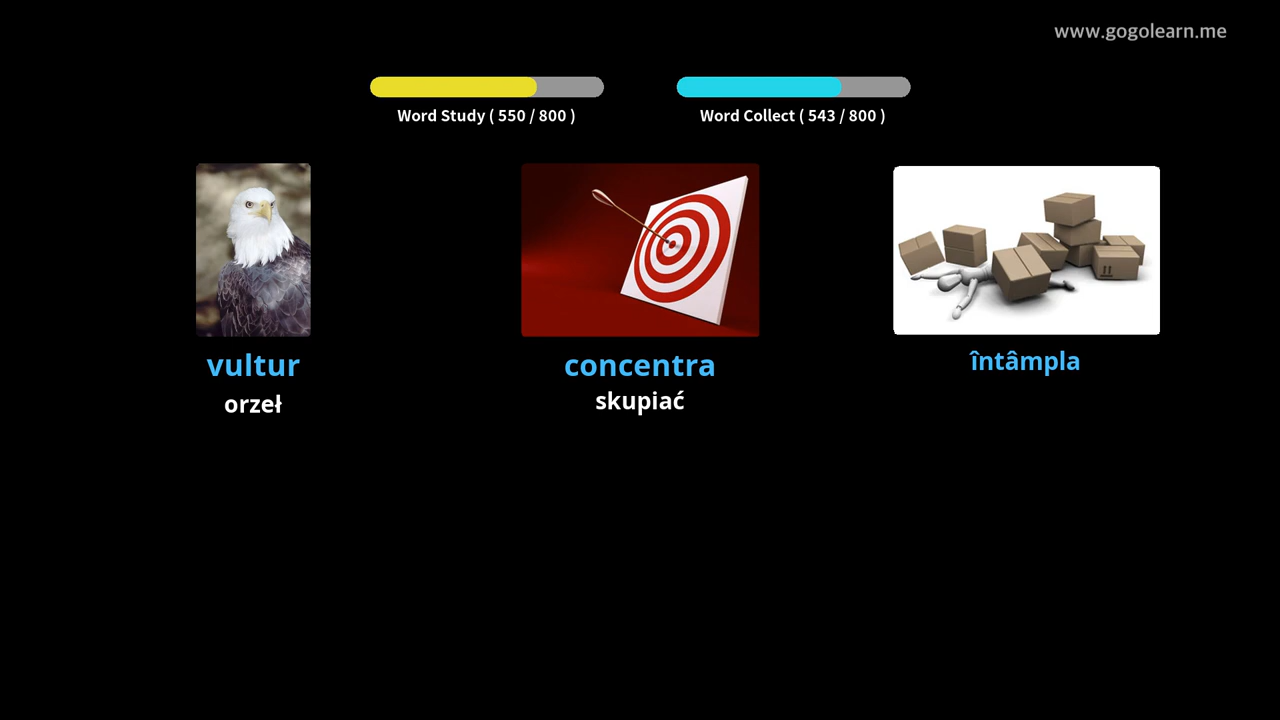 www.gogolearn.me
Word Study ( 550 / 800 )
Word Collect ( 543 / 800 )
vultur
orzeł
concentra
skupiać
întâmpla